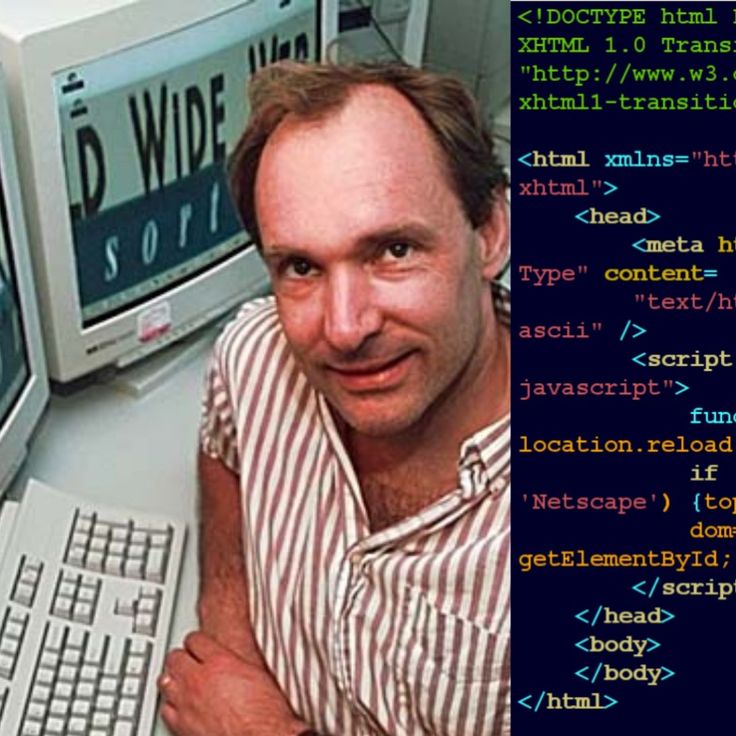 D WIDE WEB
sort
<!DOCTYPE html
XHTML 1.0 Transi
"http://www.w3.o
xhtml1-transitio
<html xmlns="htt
xhtml">
<head>
<meta ht
Type" content=
"text/ht
ascii" />
<script
javascript">
func
location.reload
if
'Netscape') {top
dom=
getElementById;
</script
</head>
<body>
</body>
</html>